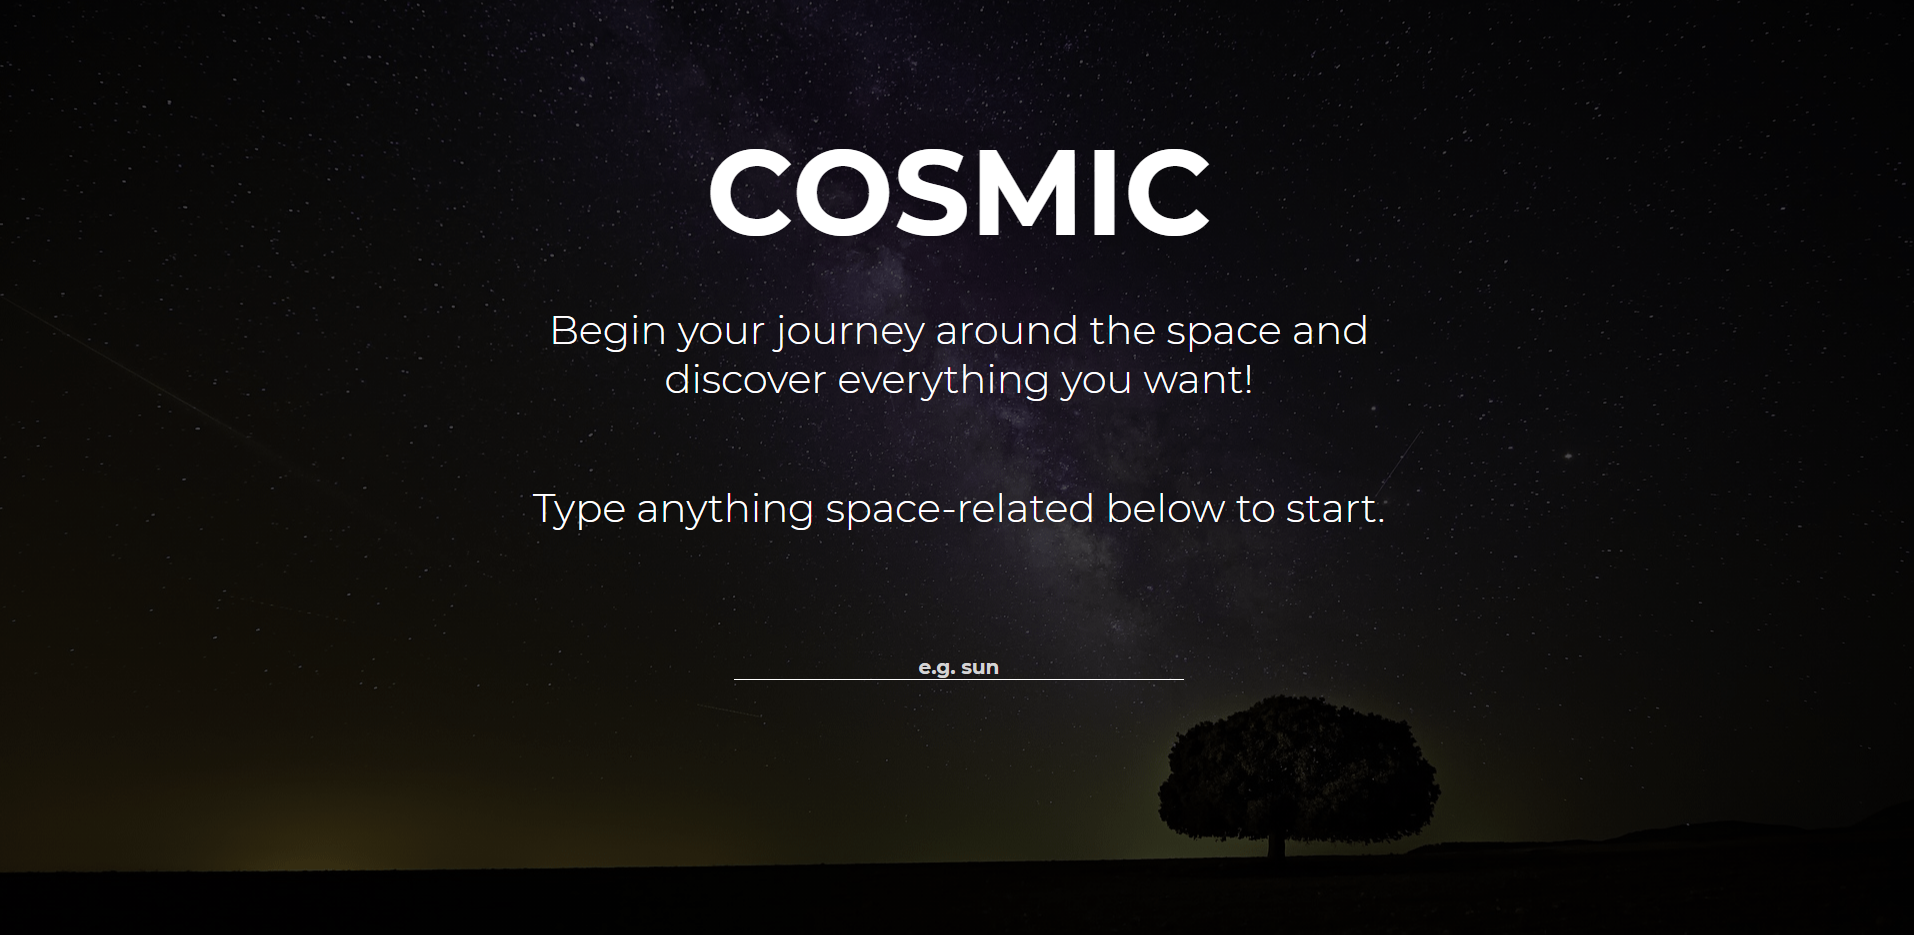 COSMIC
Begin your journey around the space and
discover everything you want!
Type anything space-related below to start.
e.g. sun